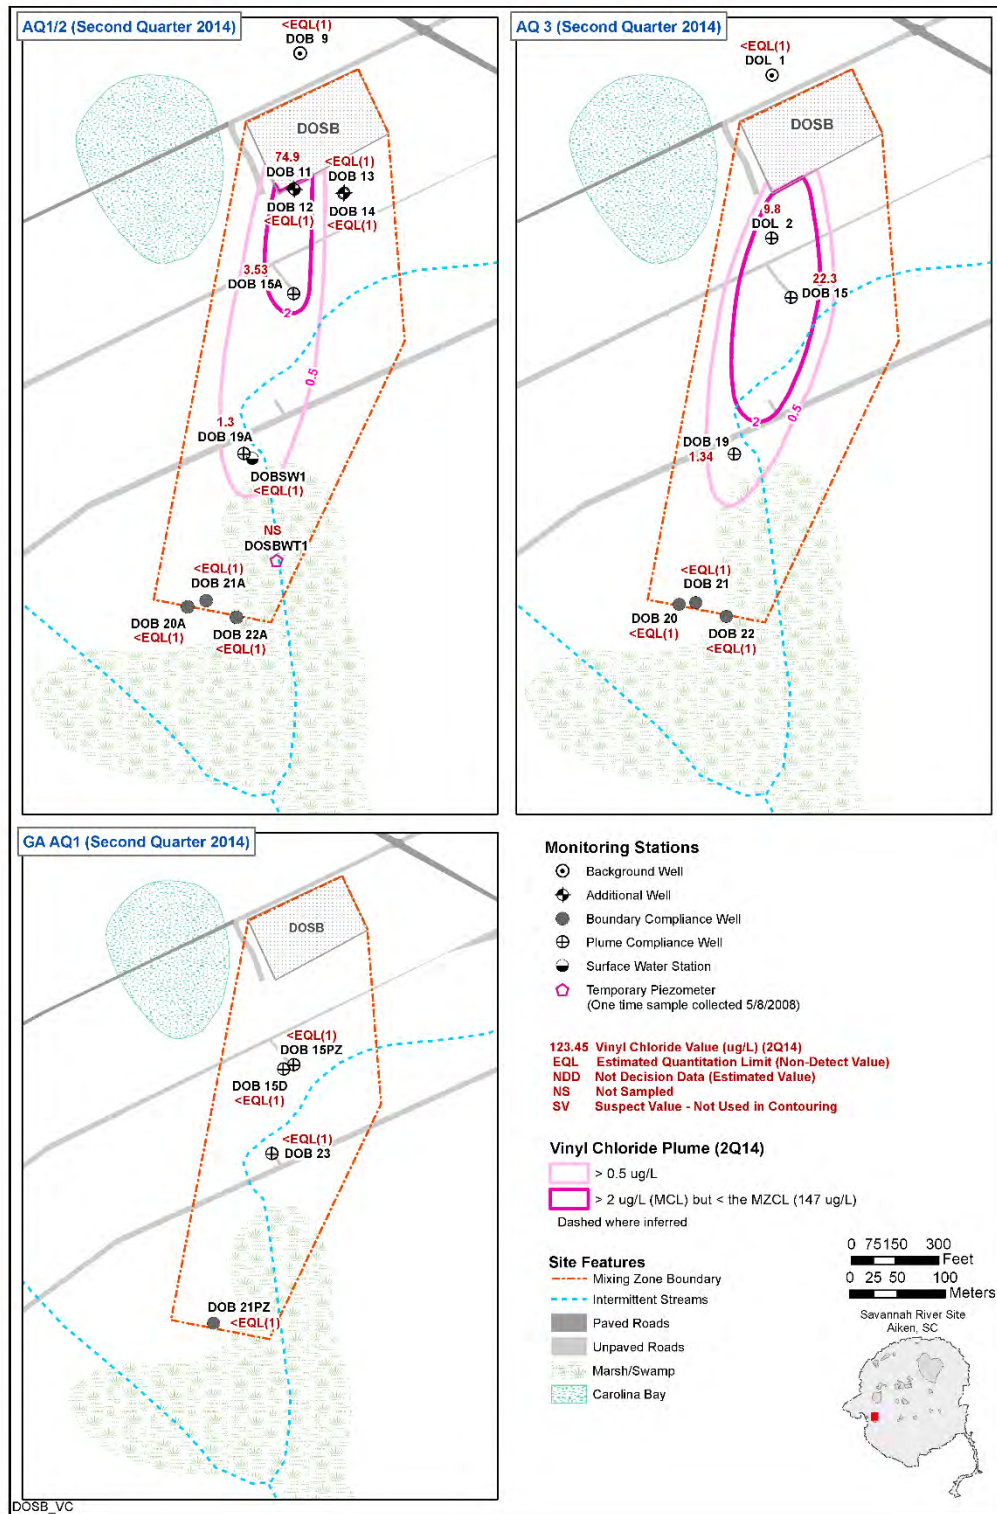 AQ1/2 (Second Quarter 2014)
<EQL(1)
DOB 9
DOSB
74.9
DOB 11
<EQL(1)
DOB 13
DOB 12
<EQL(1)
DOB 14
<EQL(1)
3.53
DOB 15A
2
0.5
1.3
DOB 19A
DOBSW1
<EQL(1)
NS
DOSBWT1
<EQL(1)
DOB 21A
DOB 20A
<EQL(1)
DOB 22A
<EQL(1)
AQ 3 (Second Quarter 2014)
<EQL(1)
DOL 1
DOSB
9.8
DOL 2
22.3
DOB 15
2
0.5
DOB 19
1.34
<EQL(1)
DOB 21
DOB 20
<EQL(1)
DOB 22
<EQL(1)
GA AQ1 (Second Quarter 2014)
DOSB
<EQL(1)
DOB 15PZ
DOB 15D
<EQL(1)
<EQL(1)
DOB 23
DOB 21PZ
<EQL(1)
Monitoring Stations
Background Well
Additional Well
Boundary Compliance Well
Plume Compliance Well
Surface Water Station
Temporary Piezometer
(One time sample collected 5/8/2008)
123.45 Vinyl Chloride Value (ug/L) (2Q14)
EQL Estimated Quantitation Limit (Non-Detect Value)
NDD Not Decision Data (Estimated Value)
NS Not Sampled
SV Suspect Value - Not Used in Contouring
Vinyl Chloride Plume (2Q14)
> 0.5 ug/L
> 2 ug/L (MCL) but < the MZCL (147 ug/L)
Dashed where inferred
Site Features
Mixing Zone Boundary
Intermittent Streams
Paved Roads
Unpaved Roads
Marsh/Swamp
Carolina Bay
0 75 150 300
Feet
0 25 50 100
Meters
Savannah River Site
Aiken, SC
DOSB_VC